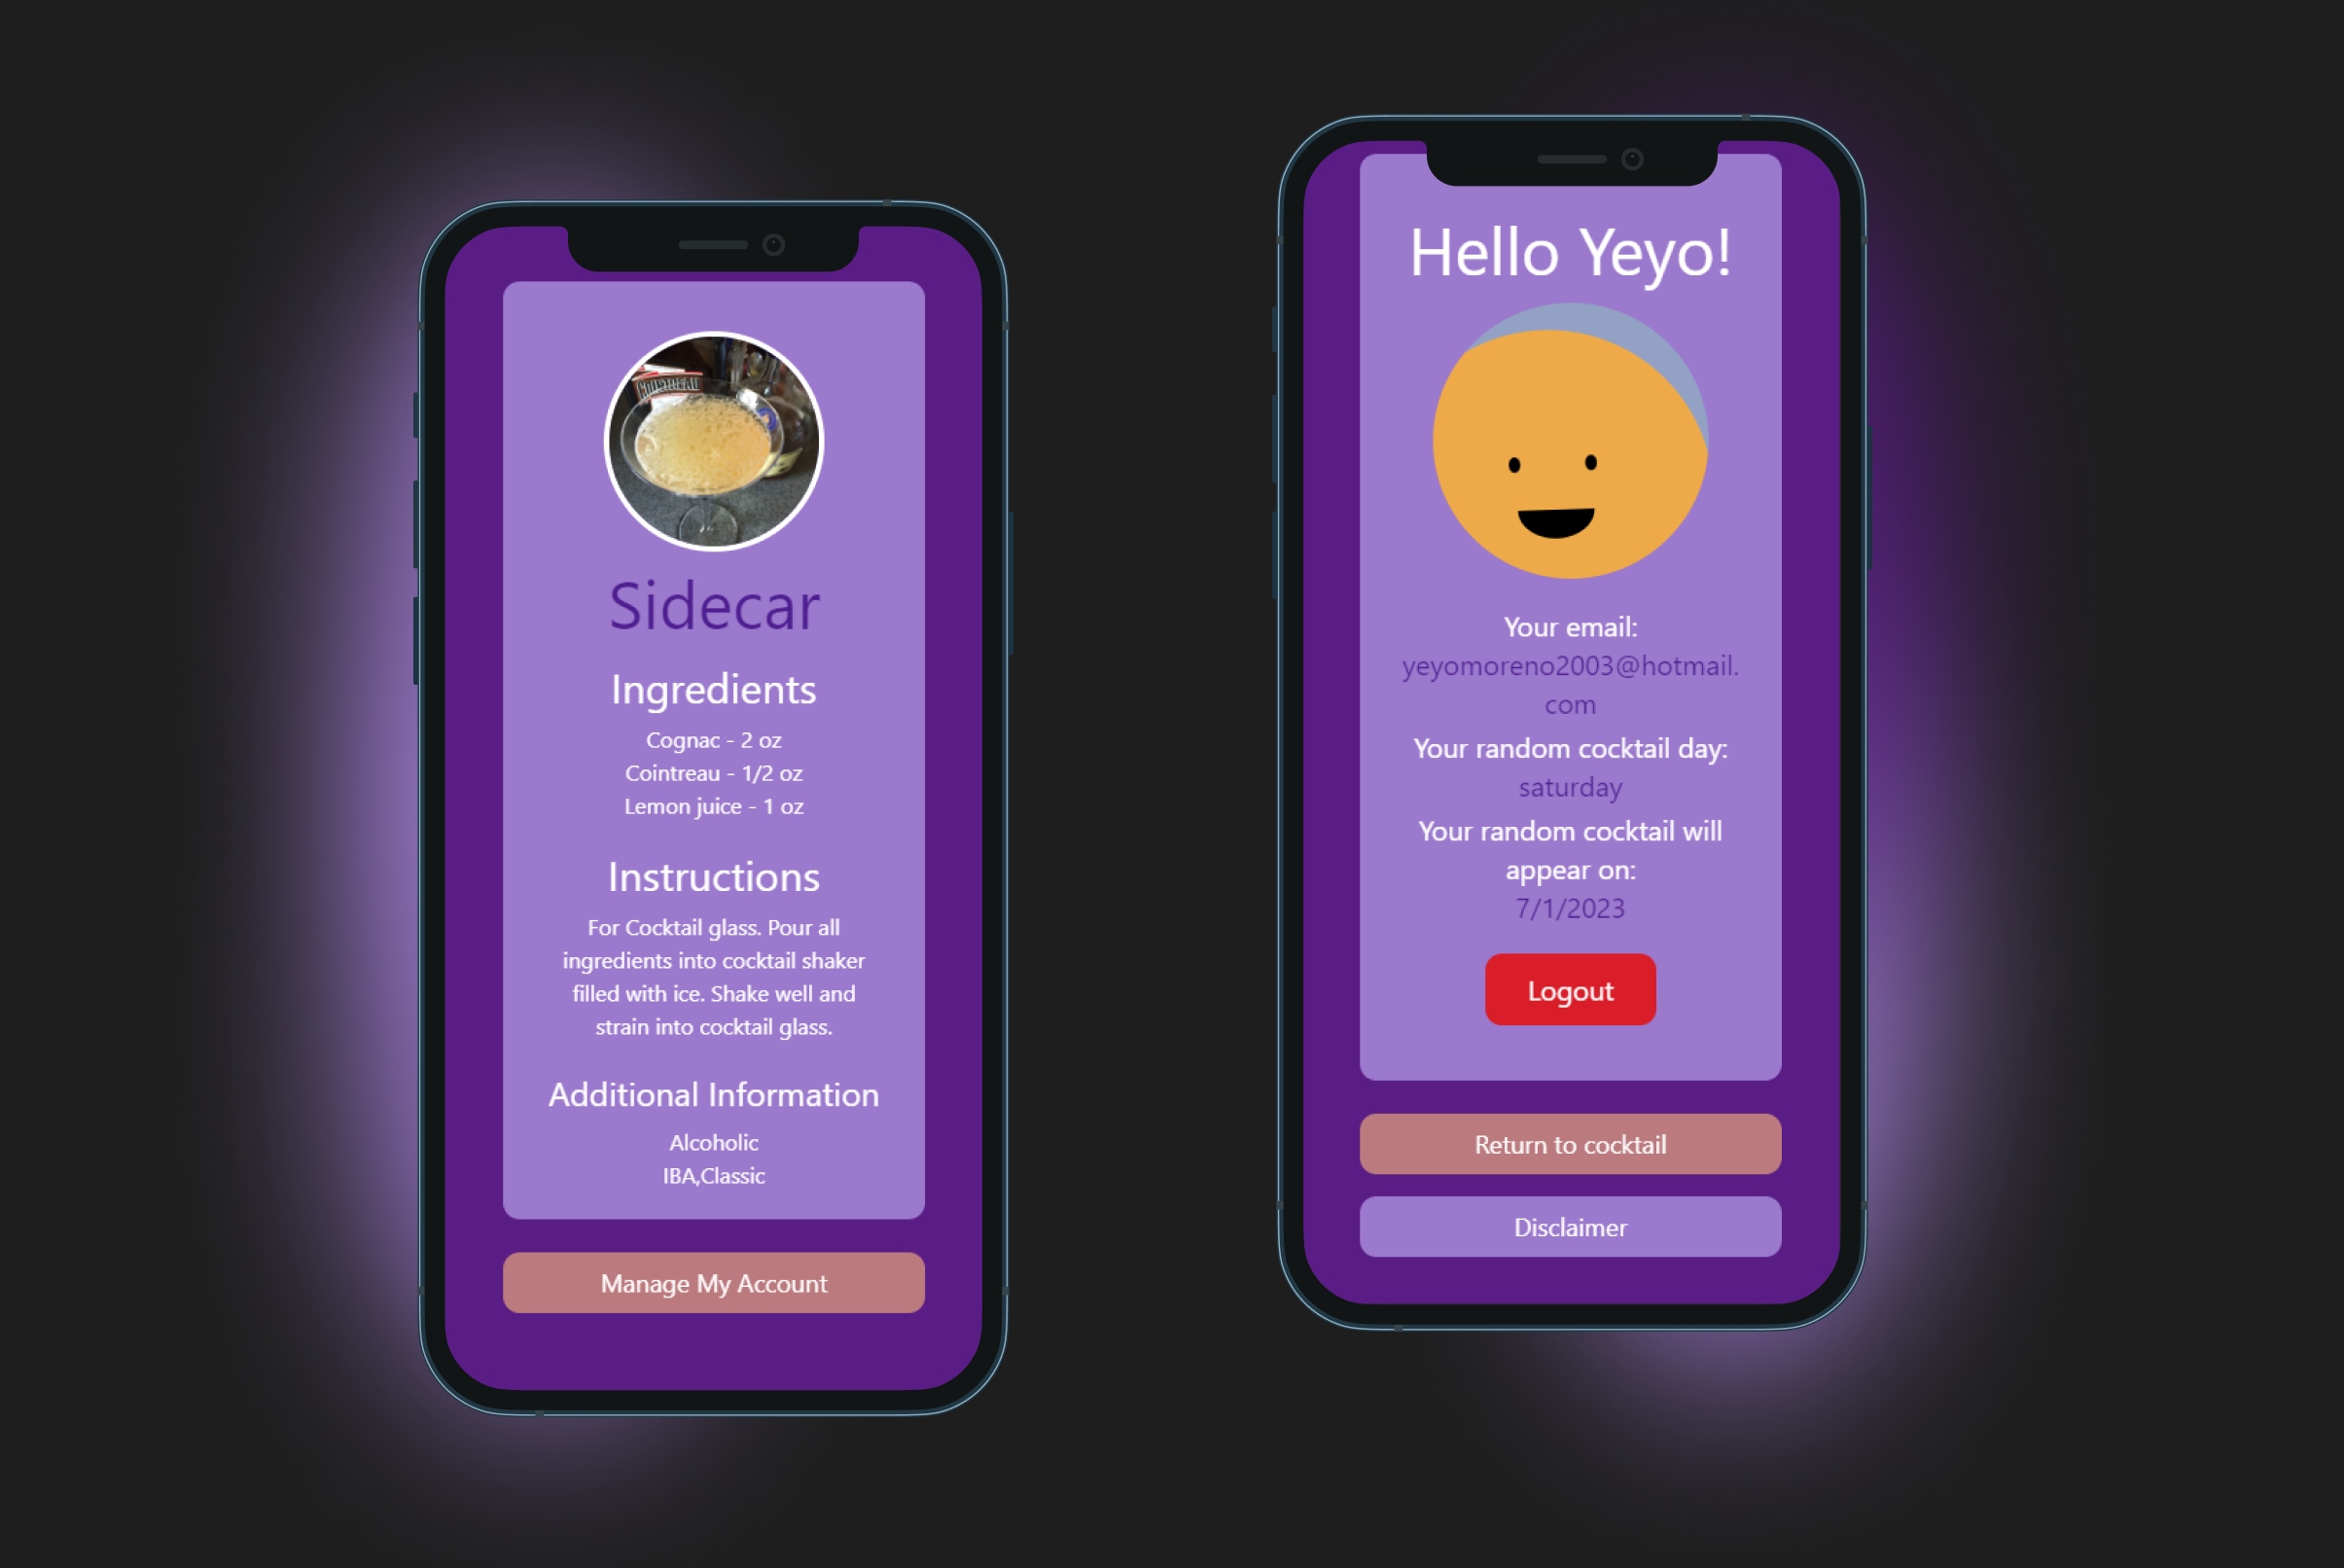 COINTREAU
Sidecar
Ingredients
Cognac - 2 oz
Cointreau - 1/2 oz
Lemon juice - 1 oz
Instructions
For Cocktail glass. Pour all
ingredients into cocktail shaker
filled with ice. Shake well and
strain into cocktail glass.
Additional Information
Alcoholic
IBA,Classic
Manage My Account
Hello Yeyo!
Your email:
yeyomoreno2003@hotmail.
com
Your random cocktail day:
saturday
Your random cocktail will
appear on:
7/1/2023
Logout
Return to cocktail
Disclaimer